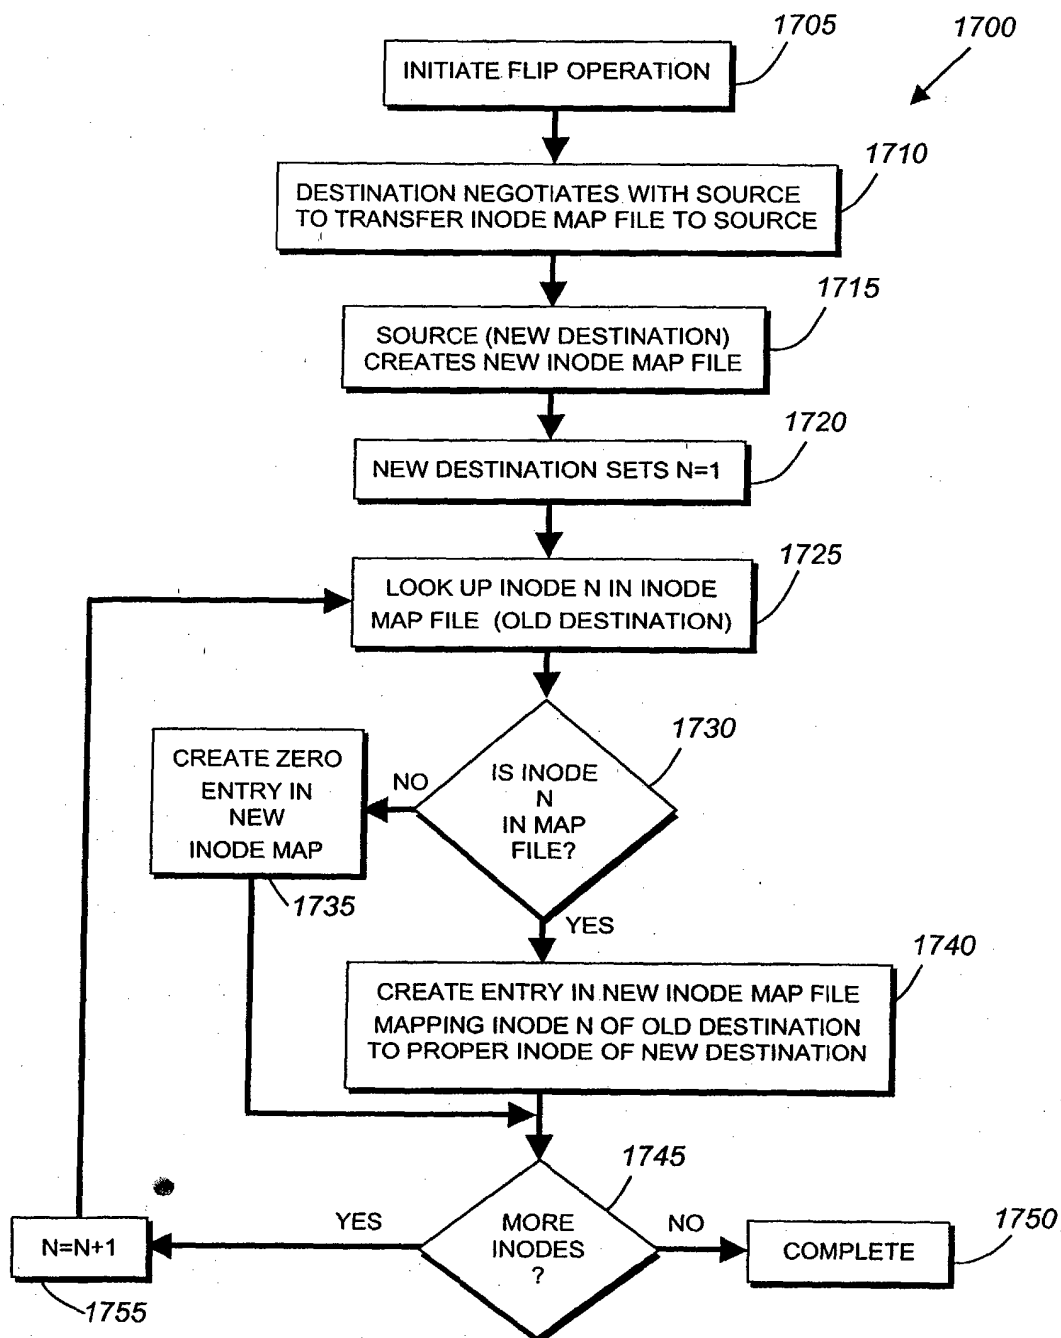 1705
1700
INITIATE FLIP OPERATION
1710
DESTINATION NEGOTIATES WITH SOURCE
TO TRANSFER INODE MAP FILE TO SOURCE
1715
SOURCE (NEW DESTINATION)
CREATES NEW INODE MAP FILE
1720
NEW DESTINATION SETS N=1
1725
LOOK UP INODE N IN INODE
MAP FILE (OLD DESTINATION)
1730
IS INODE
N
IN MAP
FILE?
NO
CREATE ZERO
ENTRY IN
NEW
INODE MAP
1735
YES
1740
CREATE ENTRY IN NEW INODE MAP FILE
MAPPING INODE N OF OLD DESTINATION
TO PROPER INODE OF NEW DESTINATION
1745
MORE
INODES
?
YES
NO
N=N+1
1755
COMPLETE
1750